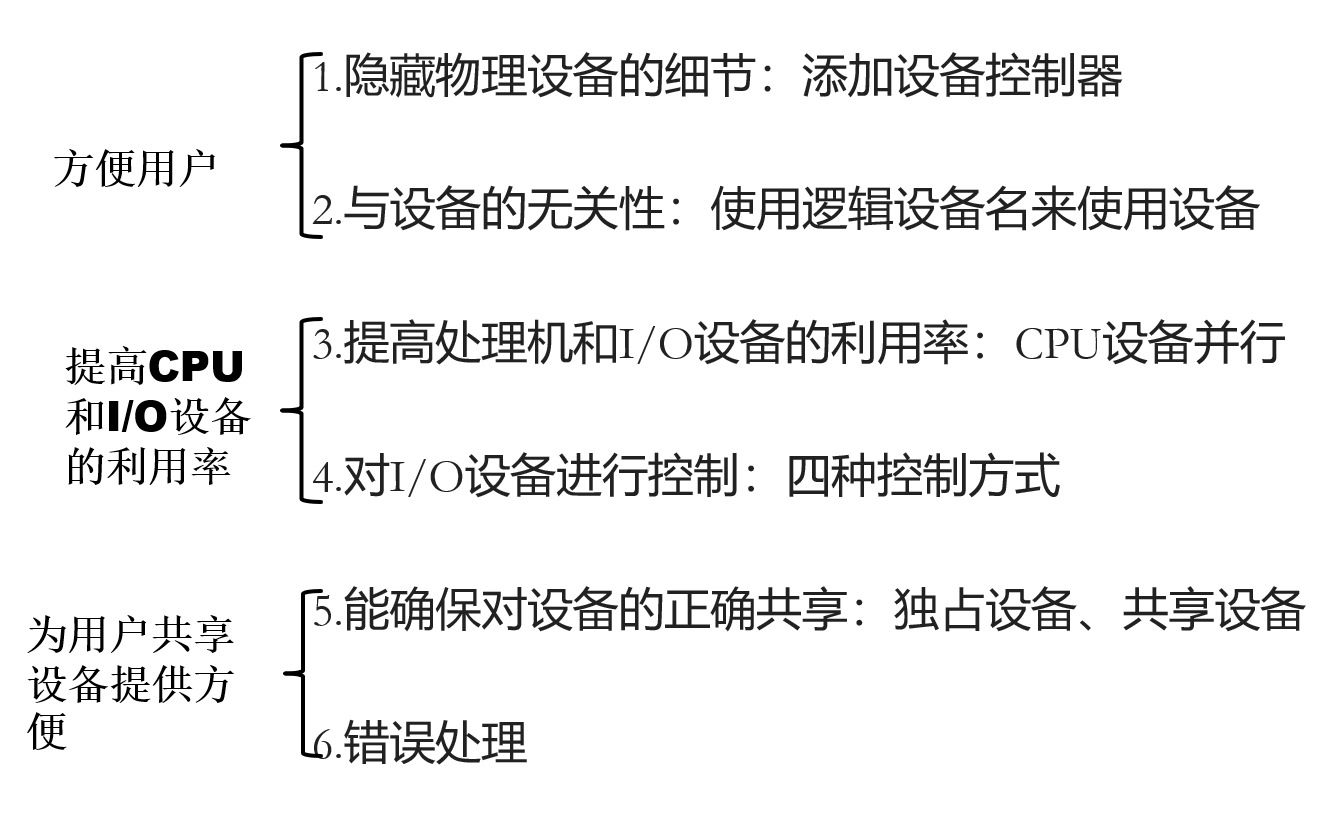 方便用户
1.隐藏物理设备的细节：添加设备控制器
2.与设备的无关性：使用逻辑设备名来使用设备
提高CPU
和I/O设备
的利用率
3.提高处理机和I/O设备的利用率：CPU设备并行
4.对I/O设备进行控制：四种控制方式
为用户共享
设备提供方
便
5.能确保对设备的正确共享：独占设备、共享设备
6.错误处理